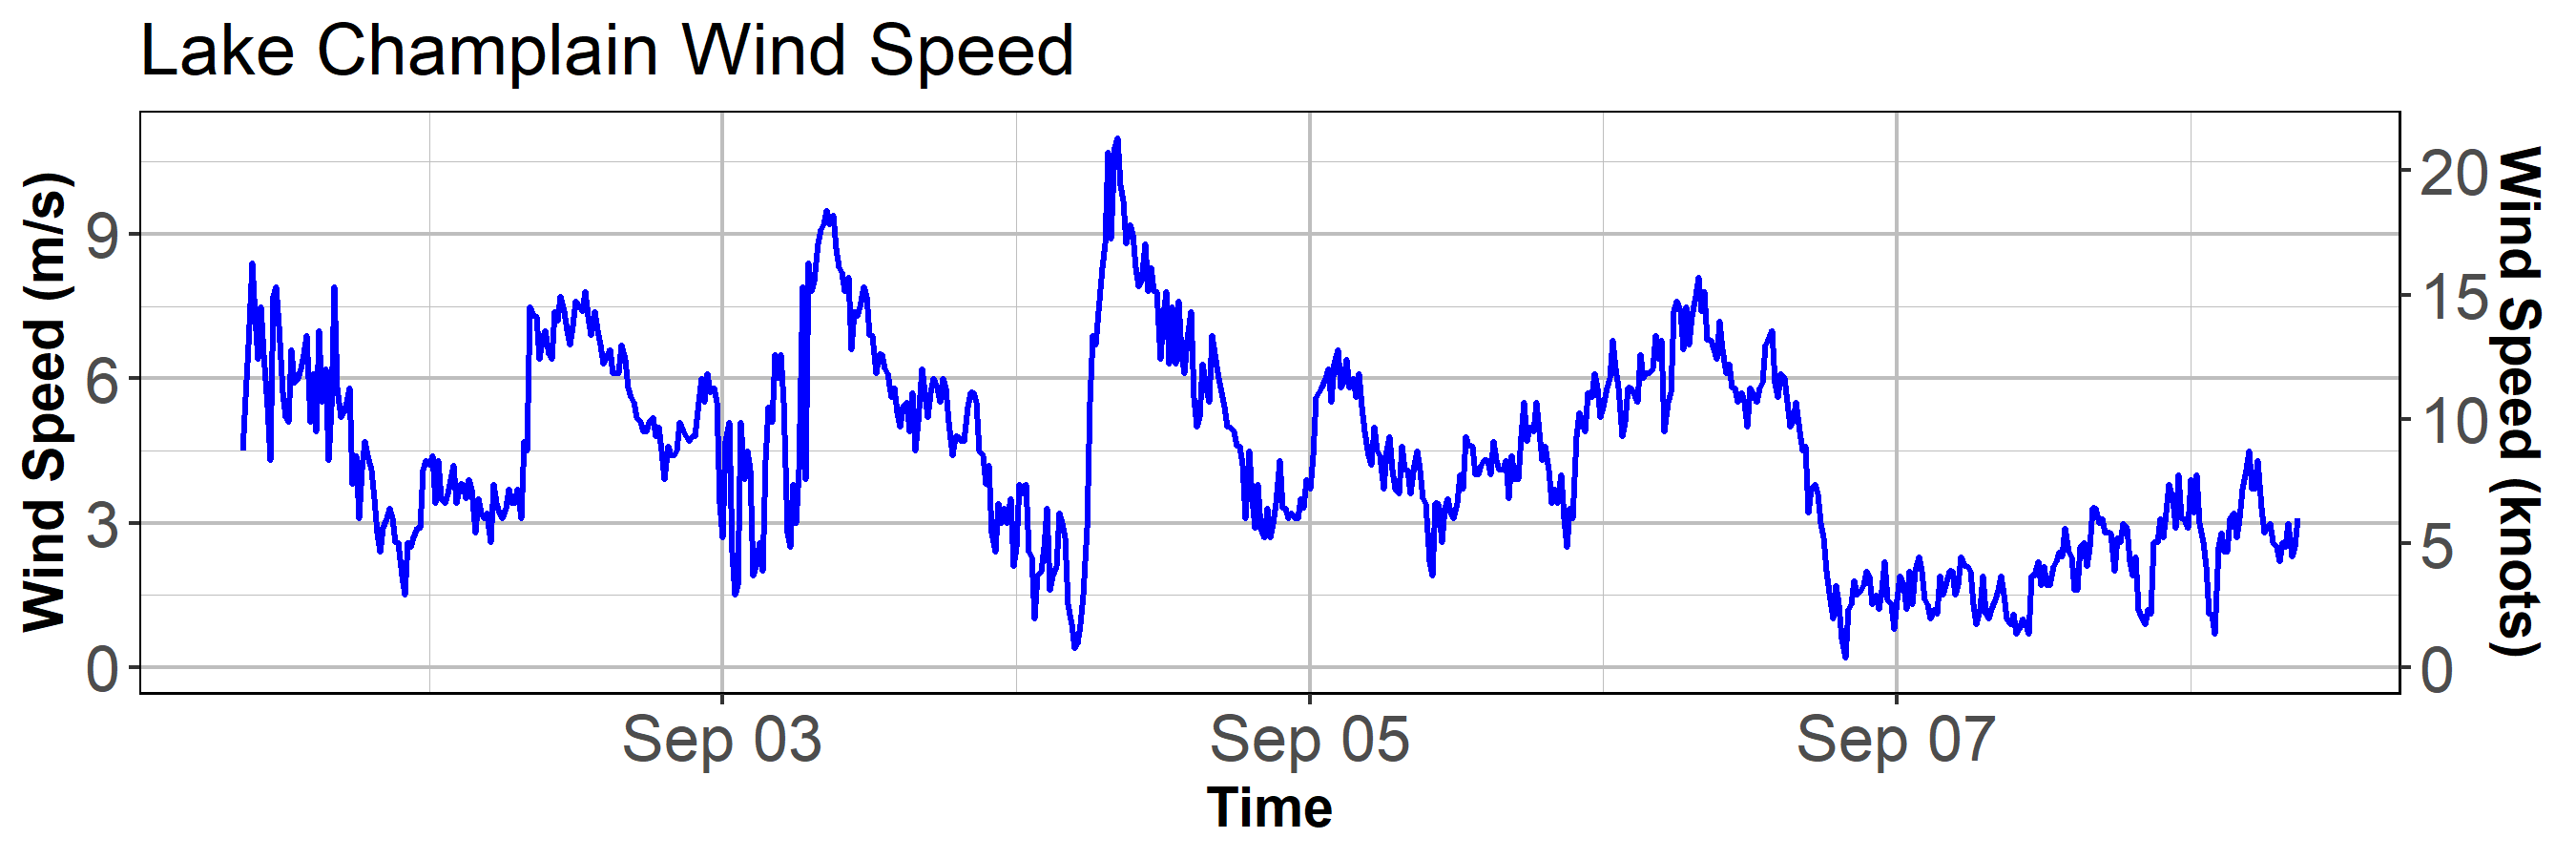 Lake Champlain Wind Speed
Wind Speed (m/s)
9
6
3
0
20
15
10
5
0
Wind Speed (knots)
Sep 03
Sep 05
Sep 07
Time